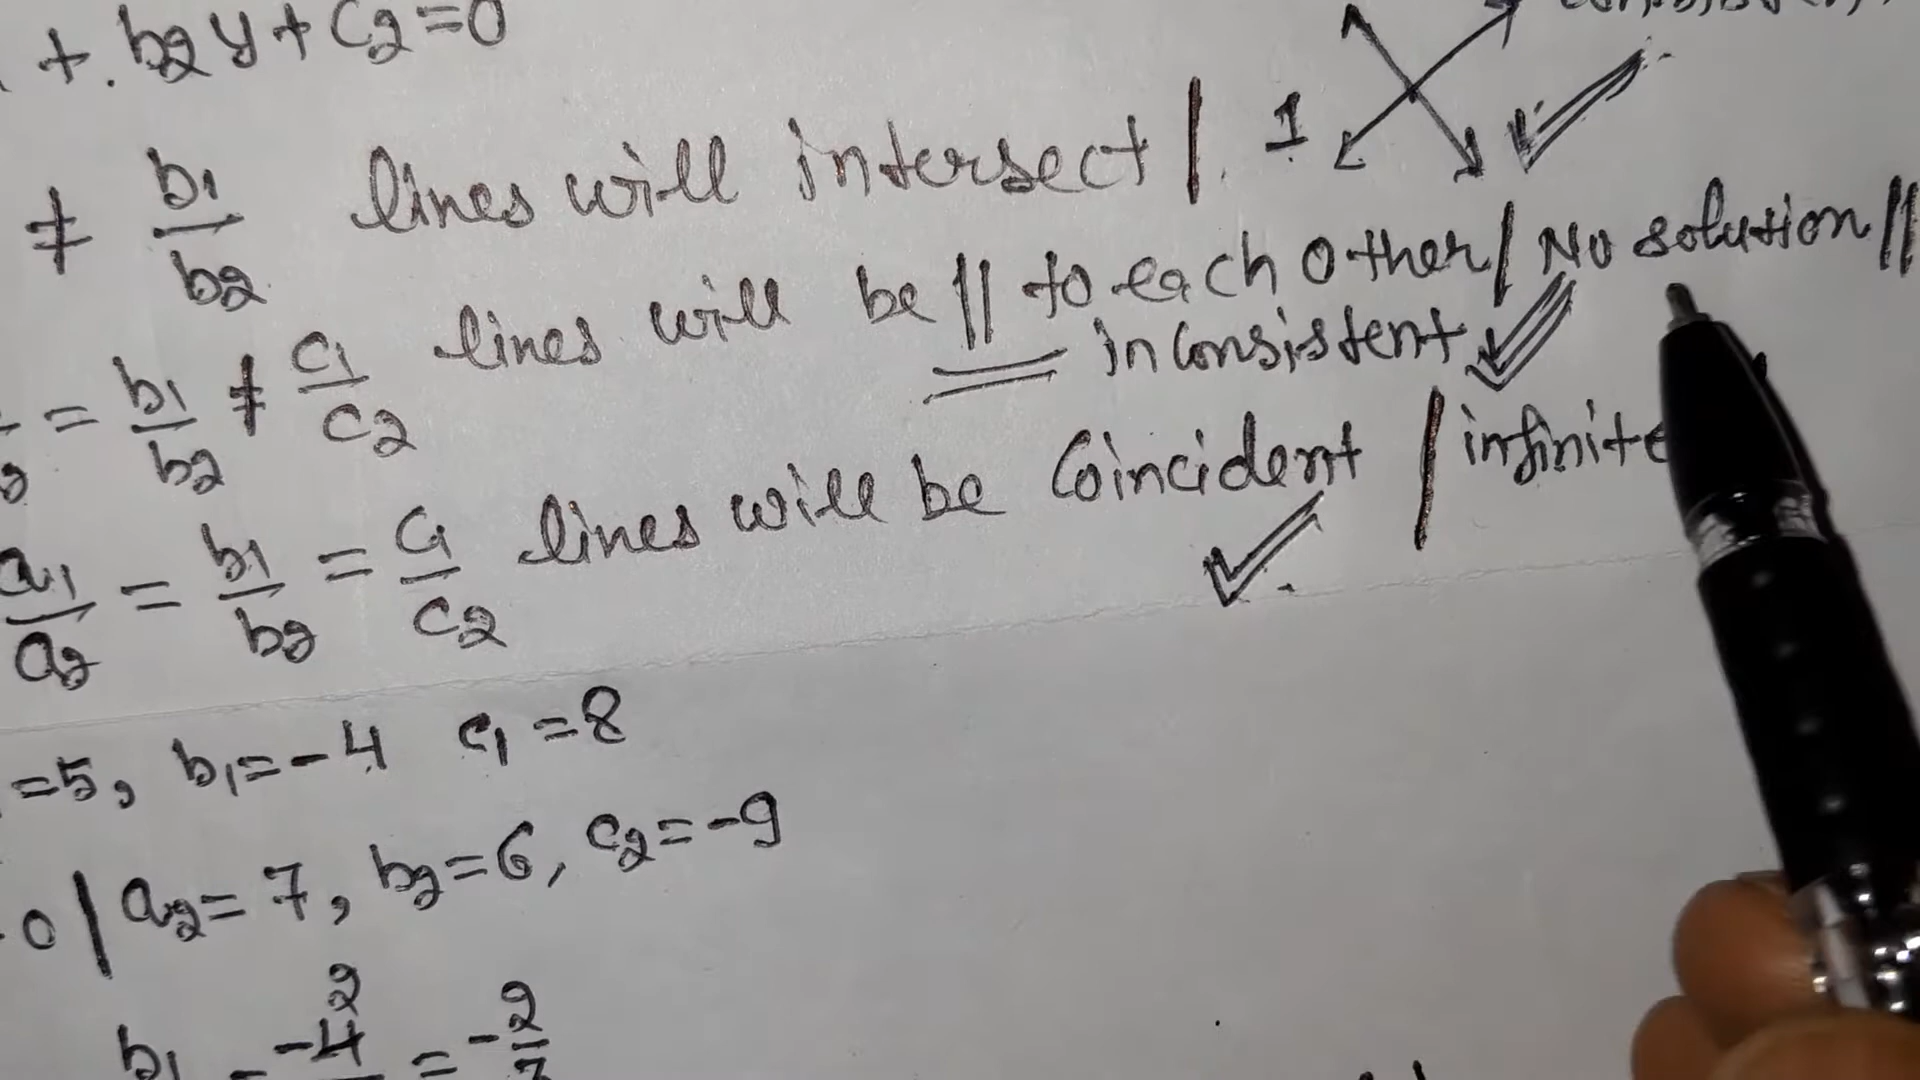 + b2y + c2 = 0
≠ b1/b2 lines will intersect | 1
= b1/b2 ≠ c1/c2 lines will be || to each other | No solution ||
inconsistent
a1/a2 = b1/b2 = c1/c2 lines will be Coincident | infinite
= 5, b1 = -4 c1 = 8
0 | a2 = 7, b2 = 6, c2 = -9
b1 -4 2 = -2